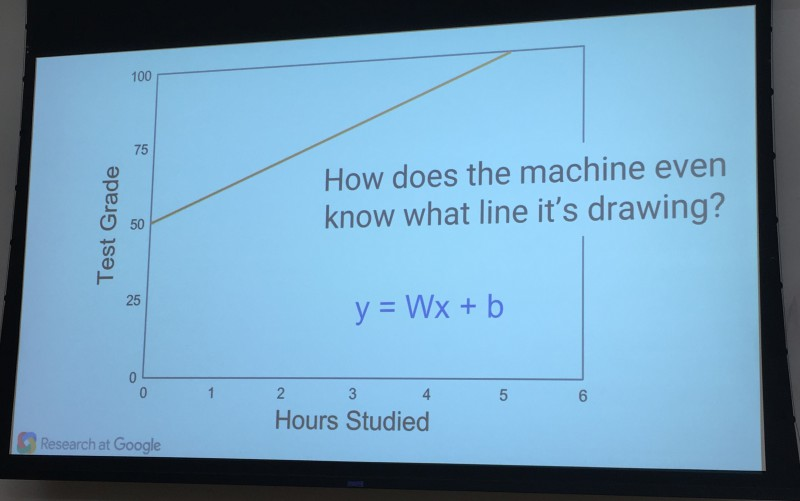 100
75
50
25
0
Test Grade
How does the machine even
know what line it's drawing?
y = Wx + b
0 1 2 3 4 5 6
Hours Studied
Research at Google